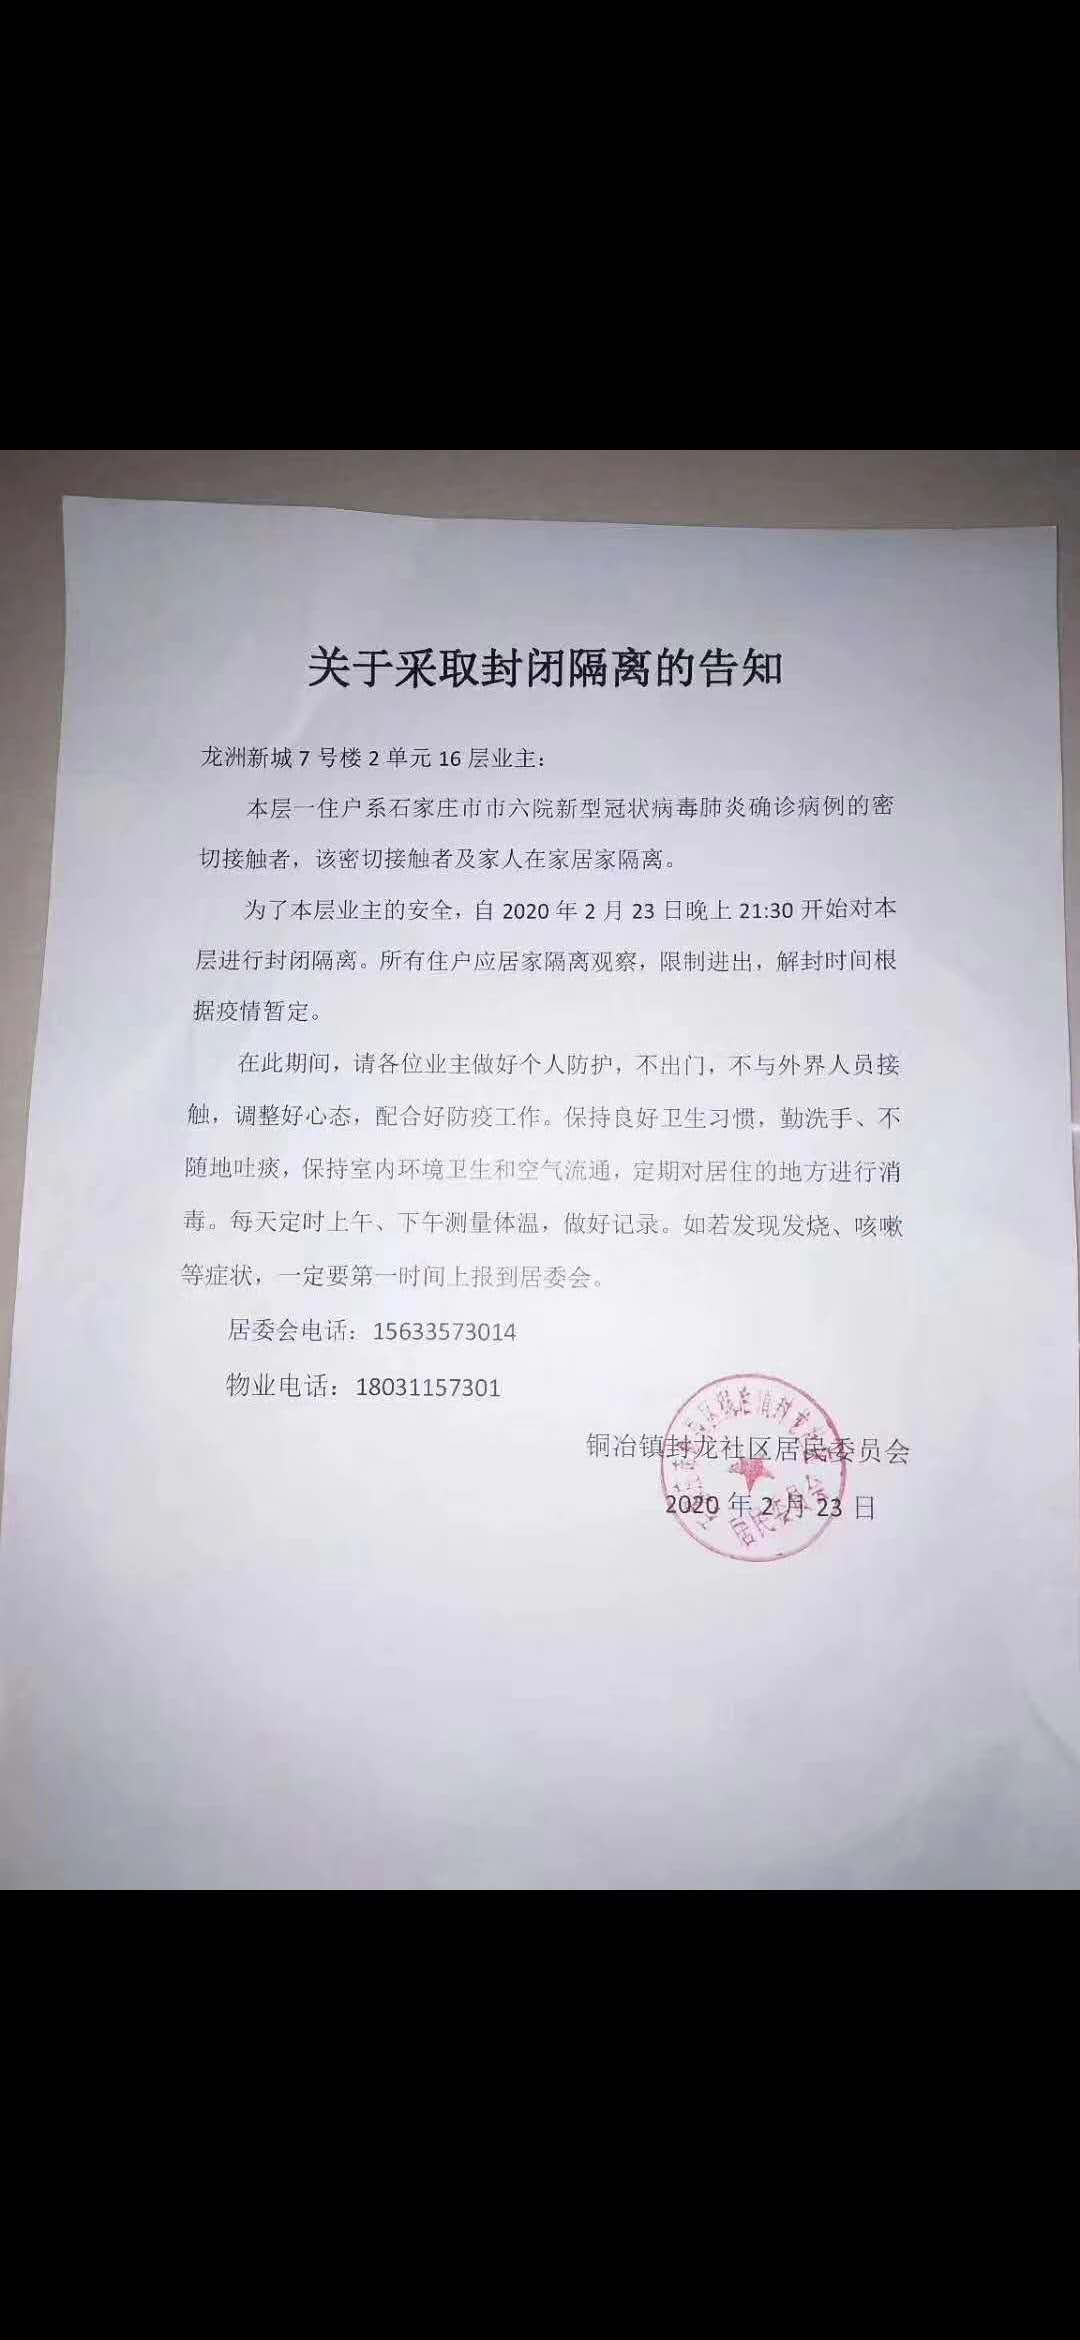 关于采取封闭隔离的告知
龙洲新城7号楼2单元16层业主：
本层一住户系石家庄市市六院新型冠状病毒肺炎确诊病例的密
切接触者，该密切接触者及家人在家居家隔离。
为了本层业主的安全，自2020年2月23日晚上21:30开始对本
层进行封闭隔离。所有住户应居家隔离观察，限制进出，解封时间根
据疫情暂定。
在此期间，请各位业主做好个人防护，不出门，不与外界人员接
触，调整好心态，配合好防疫工作。保持良好卫生习惯，勤洗手、不
随地吐痰，保持室内环境卫生和空气流通，定期对居住的地方进行消
毒。每天定时上午、下午测量体温，做好记录。如若发现发烧、咳嗽
等症状，一定要第一时间上报到居委会。
居委会电话：15633573014
物业电话：18031157301
铜冶镇封龙社区居民委员会
2020年2月23日
居民委员会